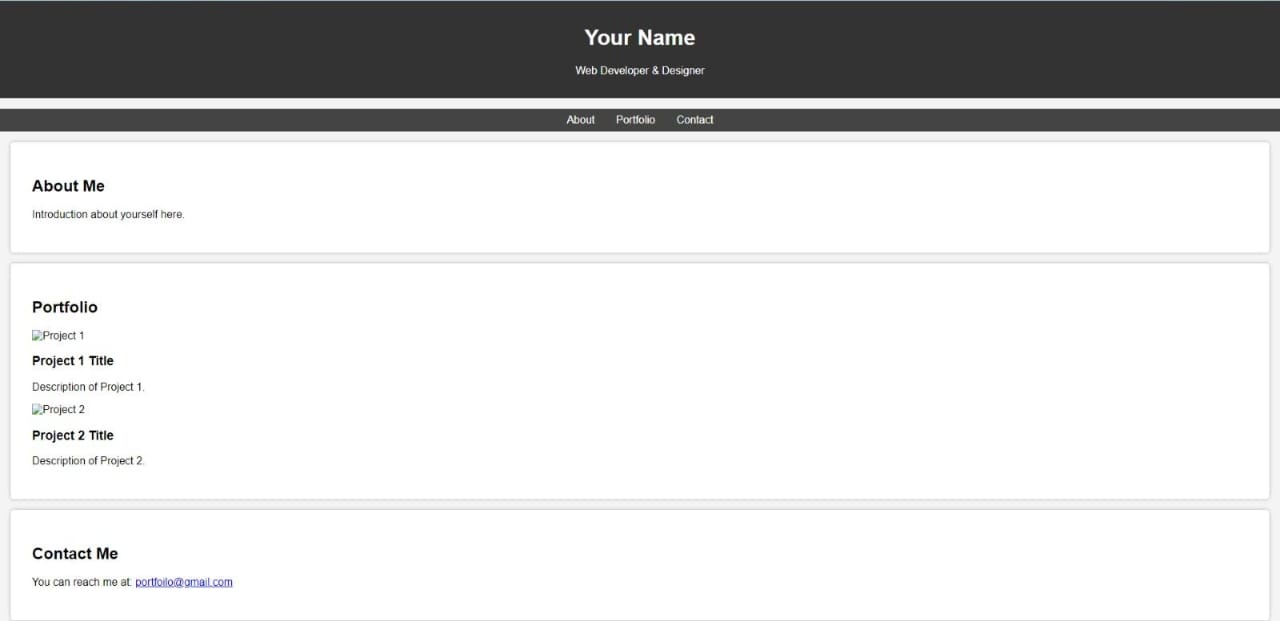 Your Name
Web Developer & Designer
About Portfolio Contact
About Me
Introduction about yourself here.
Portfolio
Project 1
Project 1 Title
Description of Project 1.
Project 2
Project 2 Title
Description of Project 2.
Contact Me
You can reach me at: portfoilo@gmail.com